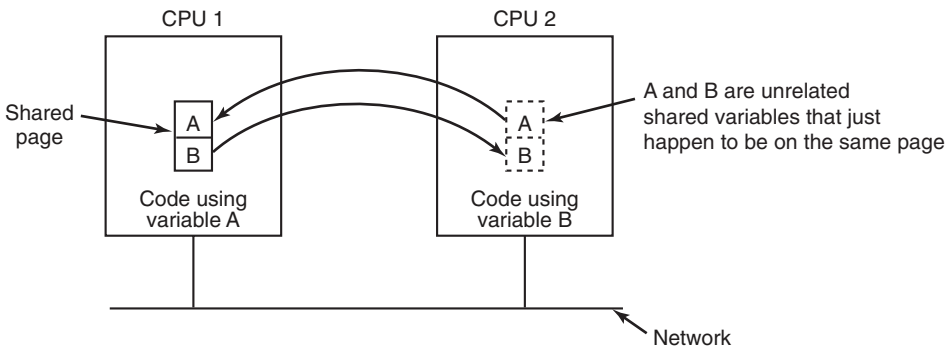 CPU 1
CPU 2
Shared
page
A
B
A
B
A and B are unrelated
shared variables that just
happen to be on the same page
Code using
variable A
Code using
variable B
Network